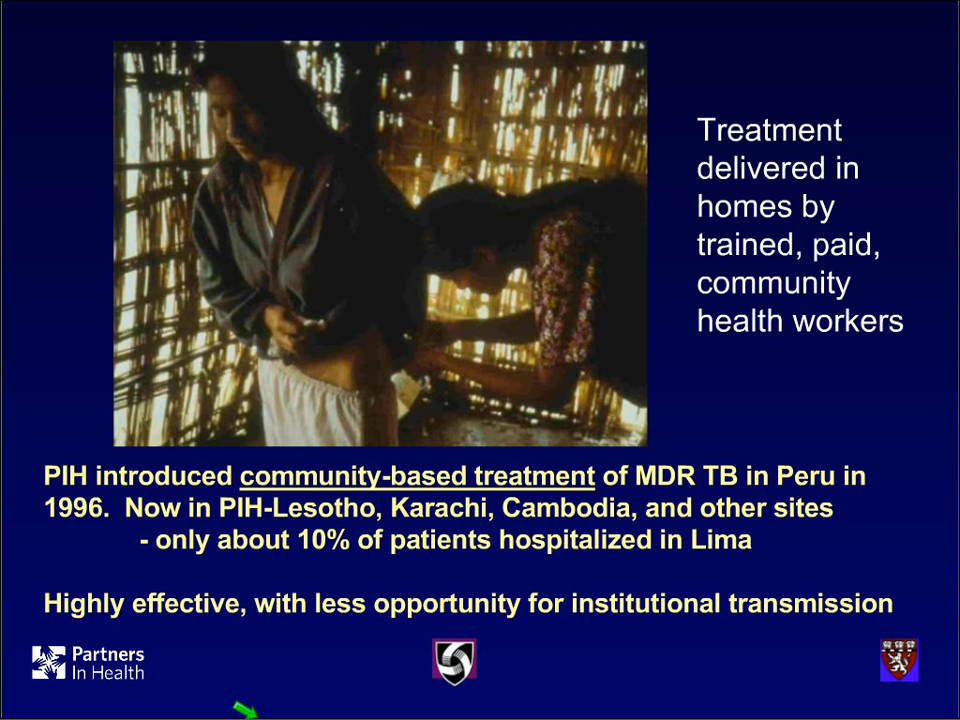 Treatment
delivered in
homes by
trained, paid,
community
health workers
PIH introduced community-based treatment of MDR TB in Peru in
1996.  Now in PIH-Lesotho, Karachi, Cambodia, and other sites
- only about 10% of patients hospitalized in Lima
Highly effective, with less opportunity for institutional transmission
Partners
In Health